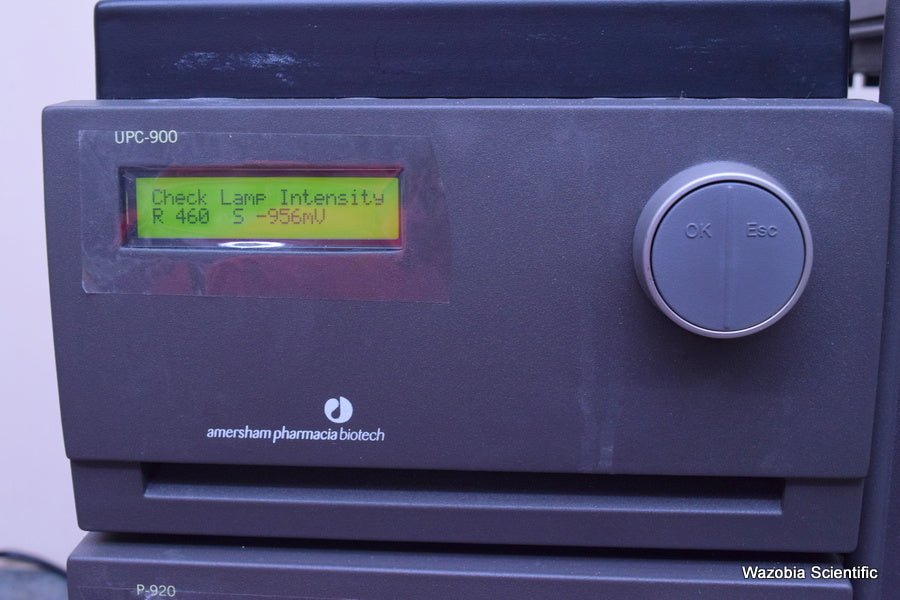 UPC-900
Check Lamp Intensity
R 460 S -956mV
OK Esc
amersham pharmacia biotech
P-920
Wazobia Scientific